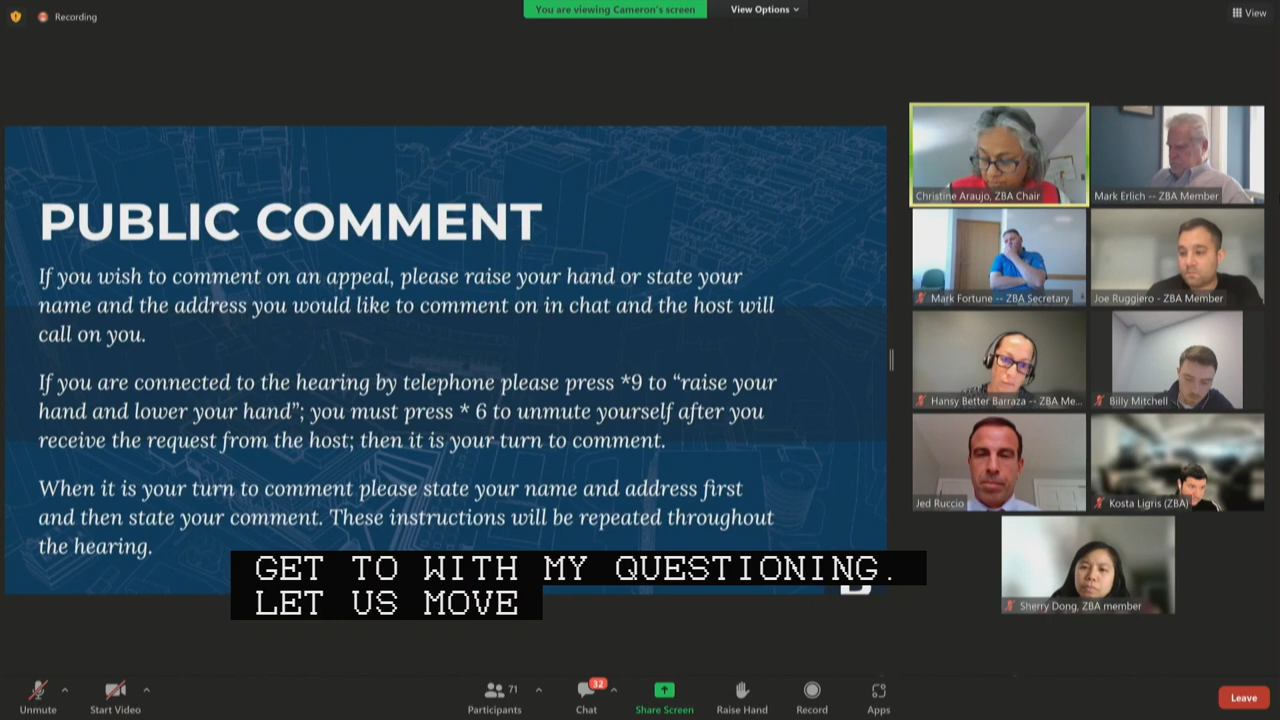 Recording
You are viewing Cameron's screen
View Options
View
PUBLIC COMMENT
If you wish to comment on an appeal, please raise your hand or state your
name and the address you would like to comment on in chat and the host will
call on you.
If you are connected to the hearing by telephone please press *9 to “raise your
hand and lower your hand”; you must press * 6 to unmute yourself after you
receive the request from the host; then it is your turn to comment.
When it is your turn to comment please state your name and address first
and then state your comment. These instructions will be repeated throughout
the hearing.
GET TO WITH MY QUESTIONING.
LET US MOVE
Christine Araujo, ZBA Chair
Mark Erlich -- ZBA Member
Mark Fortune -- ZBA Secretary
Joe Ruggiero - ZBA Member
Hansy Better Barraza -- ZBA Me...
Billy Mitchell
Jed Ruccio
Kosta Ligris (ZBA)
Sherry Dong, ZBA member
Unmute
Start Video
71
Participants
32
Chat
Share Screen
Raise Hand
Record
Apps
Leave